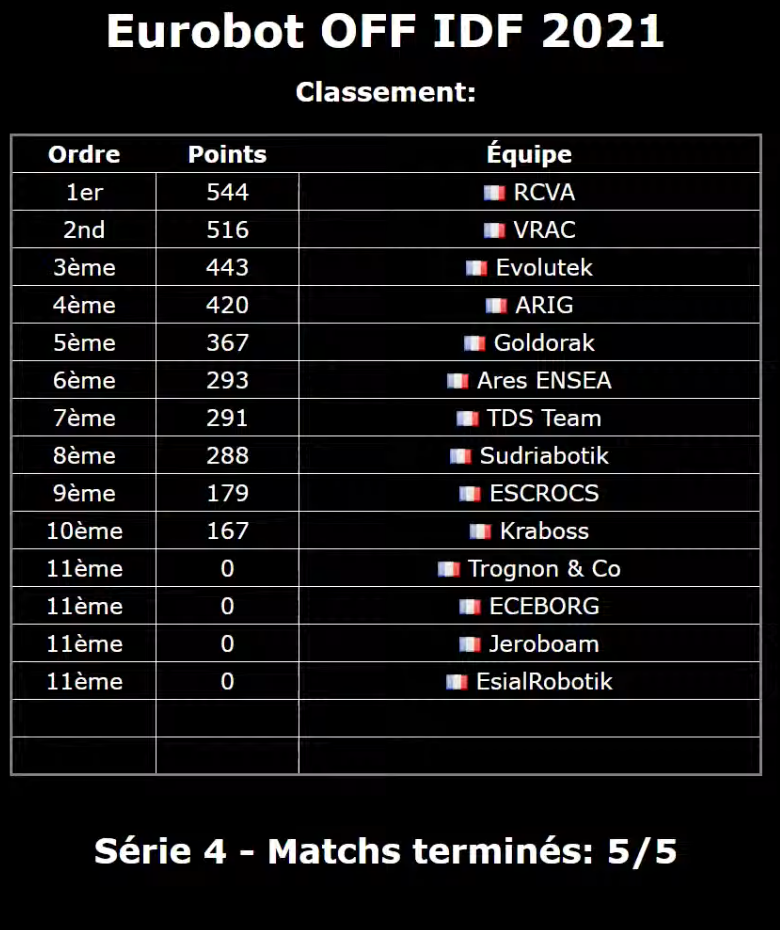 Eurobot OFF IDF 2021
Classement:
Ordre Points Équipe
1er 544 RCVA
2nd 516 VRAC
3ème 443 Evolutek
4ème 420 ARIG
5ème 367 Goldorak
6ème 293 Ares ENSEA
7ème 291 TDS Team
8ème 288 Sudriabotik
9ème 179 ESCROCS
10ème 167 Kraboss
11ème 0 Trognon & Co
11ème 0 ECEBORG
11ème 0 Jeroboam
11ème 0 EsialRobotik
Série 4 - Matchs terminés: 5/5